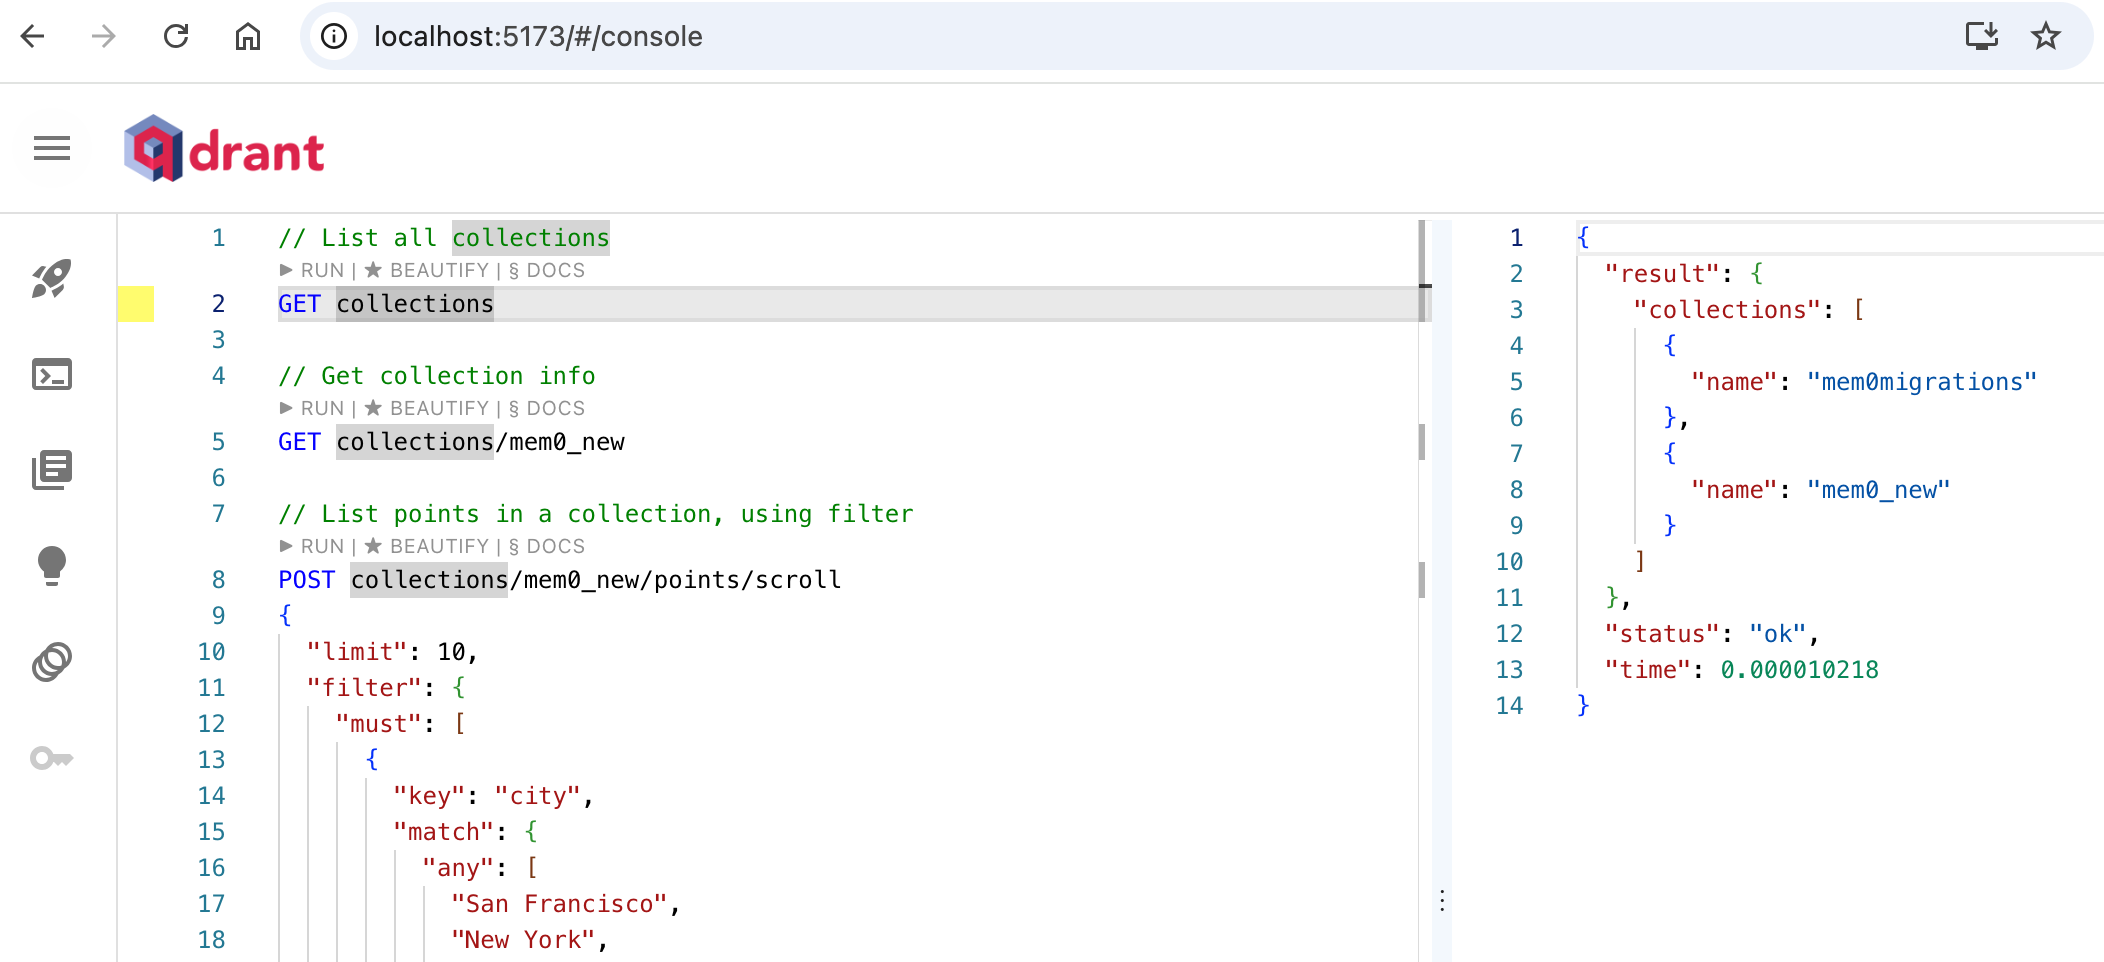 localhost:5173/#/console
qdrant
1 // List all collections
▶ RUN | ★ BEAUTIFY | § DOCS
2 GET collections
3
4 // Get collection info
▶ RUN | ★ BEAUTIFY | § DOCS
5 GET collections/mem0_new
6
7 // List points in a collection, using filter
▶ RUN | ★ BEAUTIFY | § DOCS
8 POST collections/mem0_new/points/scroll
9 {
10 "limit": 10,
11 "filter": {
12 "must": [
13 {
14 "key": "city",
15 "match": {
16 "any": [
17 "San Francisco",
18 "New York",
1 {
2 "result": {
3 "collections": [
4 {
5 "name": "mem0migrations"
6 },
7 {
8 "name": "mem0_new"
9 }
10 ]
11 },
12 "status": "ok",
13 "time": 0.000010218
14 }